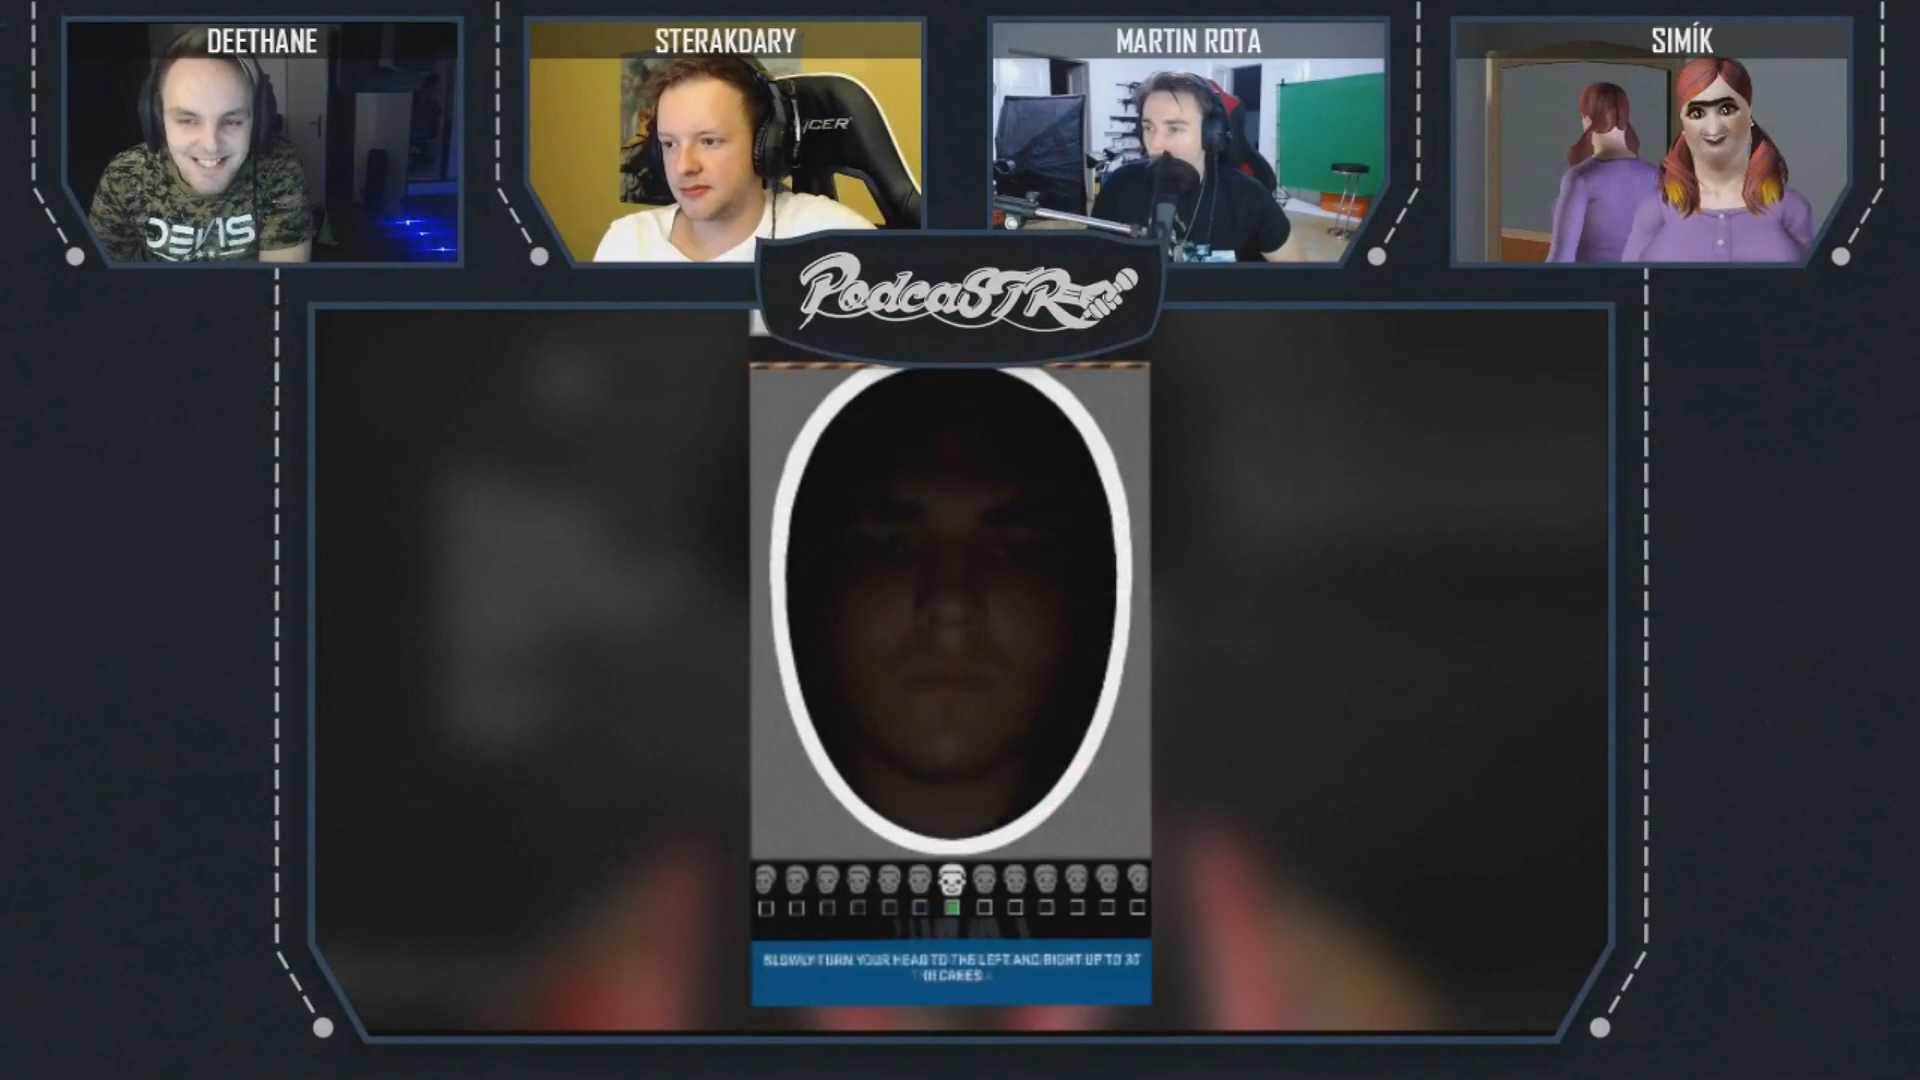 DEETHANE
STERAKDARY
MARTIN ROTA
SIMÍK
PodcaSTR
SLOWLY TURN YOUR HEAD TO THE LEFT AND RIGHT UP TO